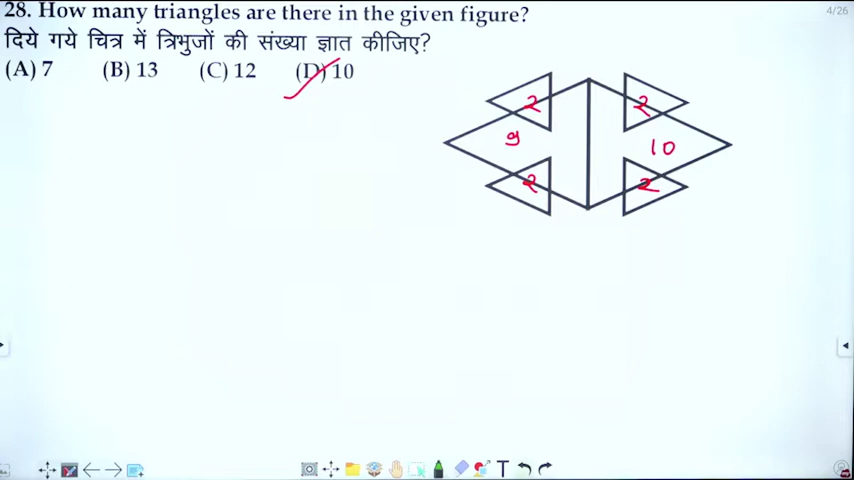 28. How many triangles are there in the given figure?
4/26
दिये गये चित्र में त्रिभुजों की संख्या ज्ञात कीजिए?
(A) 7 (B) 13 (C) 12 (D) 10
2 2
9 10
2 2
T